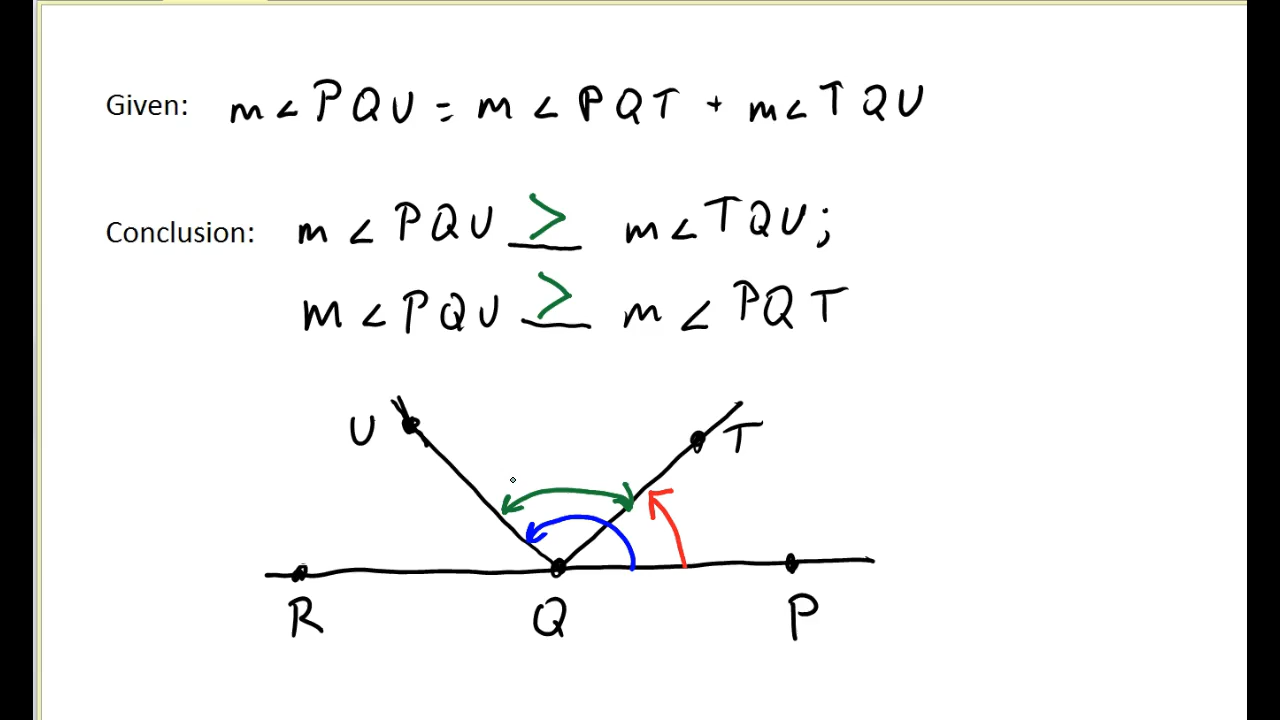 Given: m∠PQU = m∠PQT + m∠TQU
Conclusion: m∠PQU > m∠TQU;
m∠PQU > m∠PQT
U T
R Q P